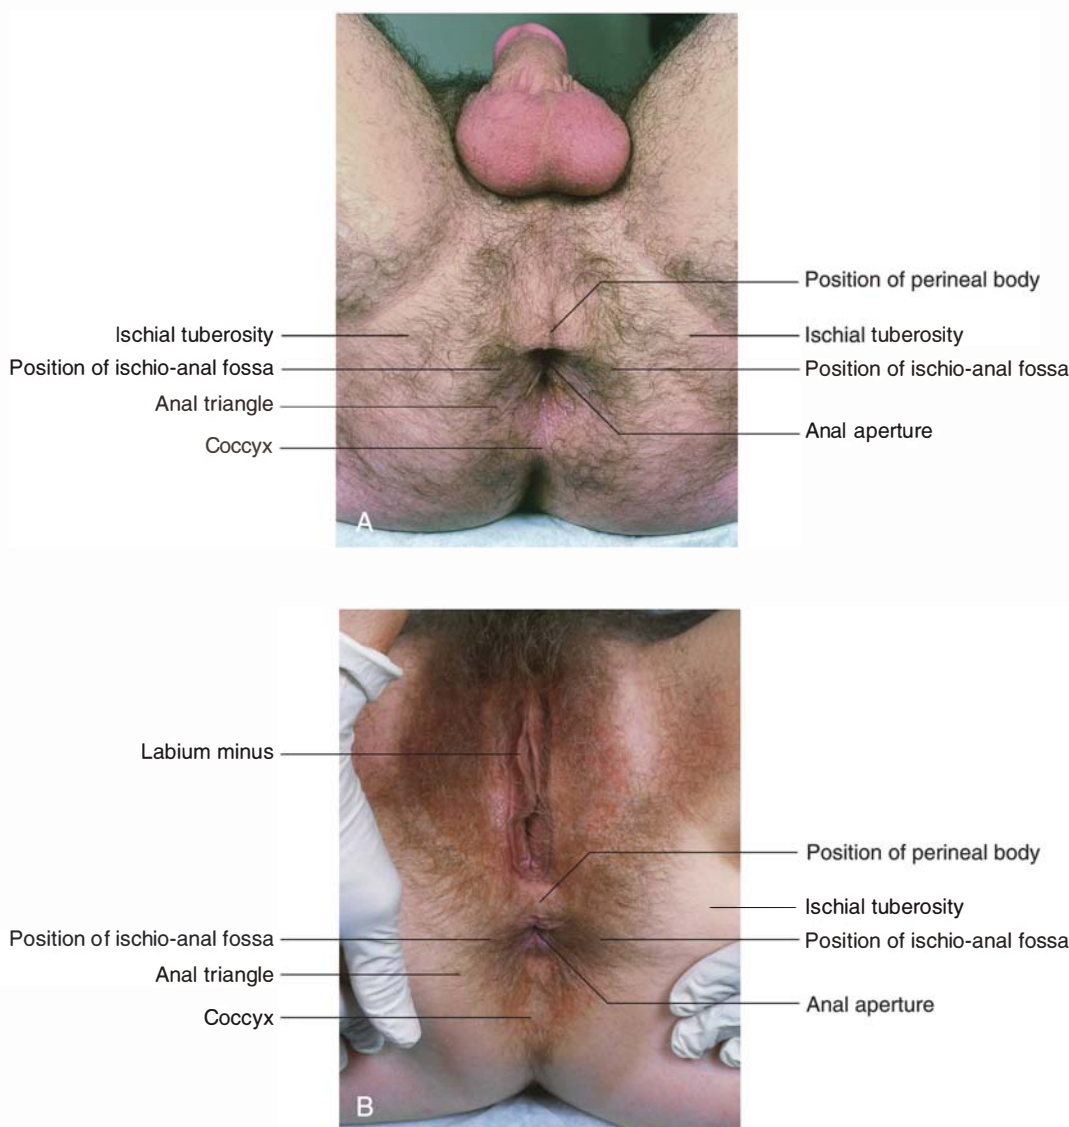 Position of perineal body
Ischial tuberosity
Ischial tuberosity
Position of ischio-anal fossa
Position of ischio-anal fossa
Anal triangle
Anal aperture
Coccyx
A
Labium minus
Position of perineal body
Ischial tuberosity
Position of ischio-anal fossa
Position of ischio-anal fossa
Anal triangle
Anal aperture
Coccyx
B